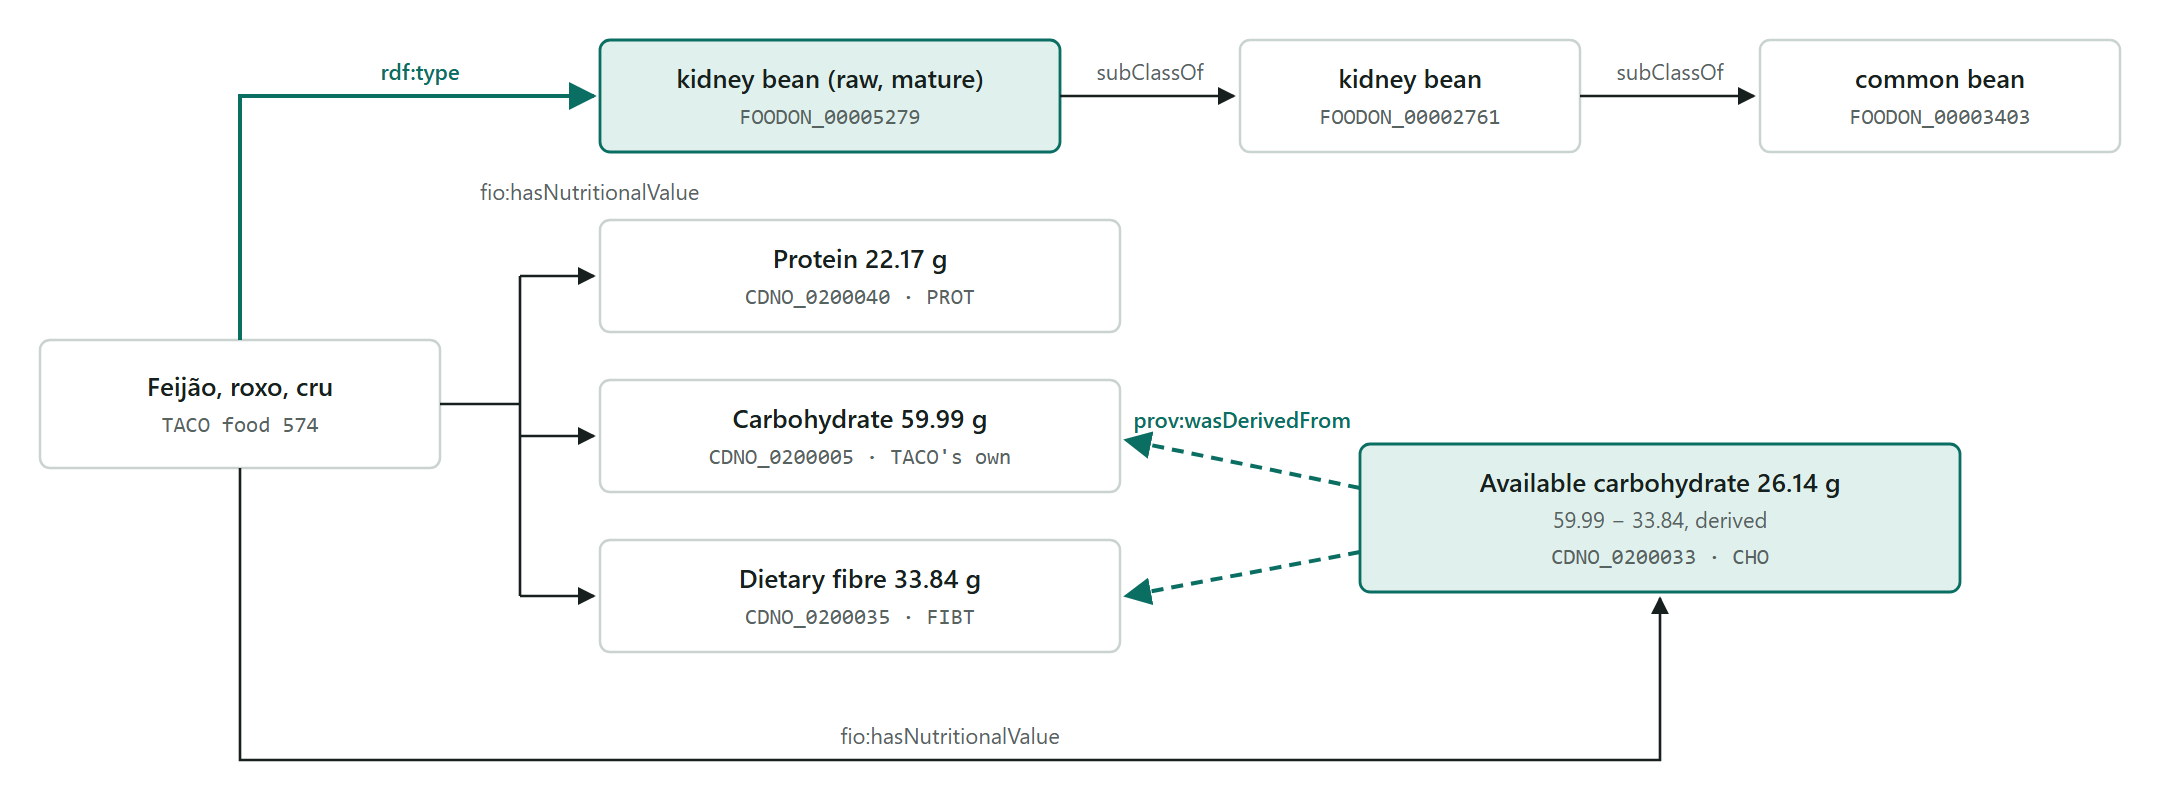 rdf:type
kidney bean (raw, mature)
FOODON_00005279
subClassOf
kidney bean
FOODON_00002761
subClassOf
common bean
FOODON_00003403
fio:hasNutritionalValue
Protein 22.17 g
CDNO_0200040 · PROT
Feijão, roxo, cru
TACO food 574
Carbohydrate 59.99 g
CDNO_0200005 · TACO's own
prov:wasDerivedFrom
Available carbohydrate 26.14 g
59.99 − 33.84, derived
CDNO_0200033 · CHO
Dietary fibre 33.84 g
CDNO_0200035 · FIBT
fio:hasNutritionalValue